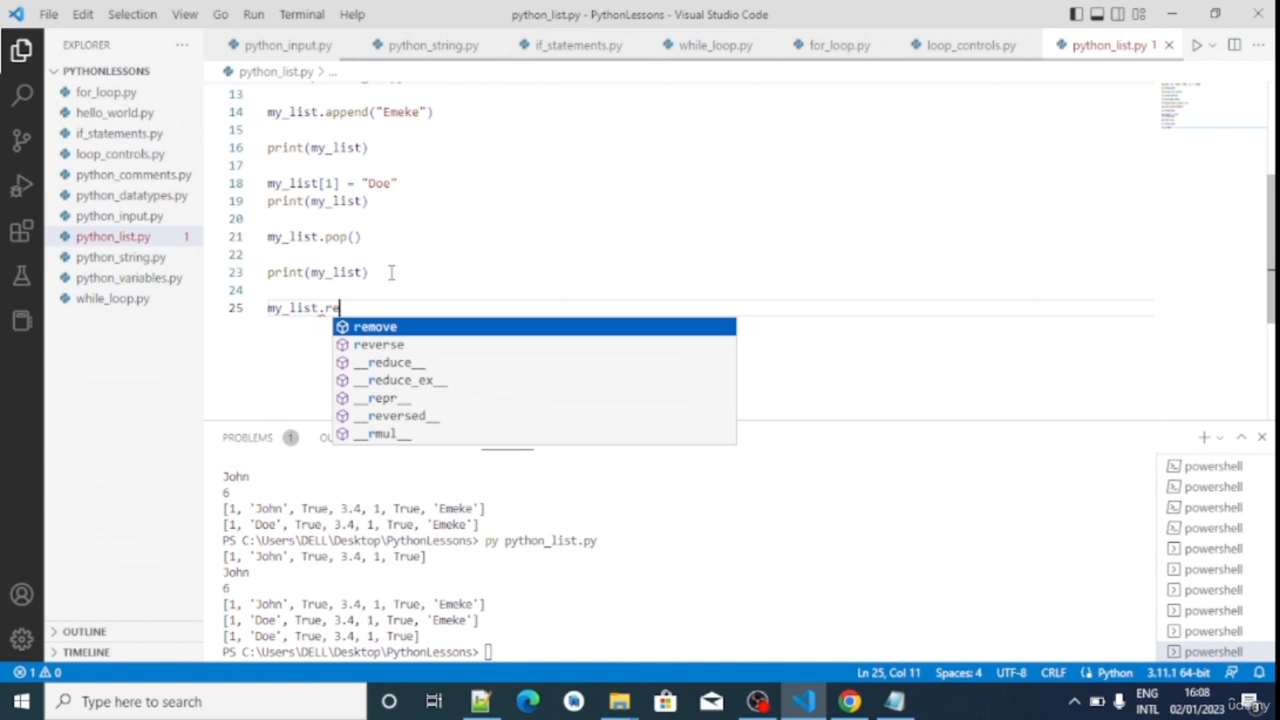 File Edit Selection View Go Run Terminal Help
python_list.py - PythonLessons - Visual Studio Code
EXPLORER
python_input.py
python_string.py
if_statements.py
while_loop.py
for_loop.py
loop_controls.py
python_list.py 1
PYTHONLESSONS
for_loop.py
hello_world.py
if_statements.py
loop_controls.py
python_comments.py
python_datatypes.py
python_input.py
python_list.py 1
python_string.py
python_variables.py
while_loop.py
OUTLINE
TIMELINE
python_list.py > ...
13
14 my_list.append("Emeke")
15
16 print(my_list)
17
18 my_list[1] = "Doe"
19 print(my_list)
20
21 my_list.pop()
22
23 print(my_list)
24
25 my_list.re
remove
reverse
__reduce__
__reduce_ex__
__repr__
__reversed__
__rmul__
PROBLEMS 1
John
6
[1, 'John', True, 3.4, 1, True, 'Emeke']
[1, 'Doe', True, 3.4, 1, True, 'Emeke']
PS C:\Users\DELL\Desktop\PythonLessons> py python_list.py
[1, 'John', True, 3.4, 1, True]
John
6
[1, 'John', True, 3.4, 1, True, 'Emeke']
[1, 'Doe', True, 3.4, 1, True, 'Emeke']
[1, 'Doe', True, 3.4, 1, True]
PS C:\Users\DELL\Desktop\PythonLessons>
powershell
powershell
powershell
powershell
powershell
powershell
powershell
powershell
powershell
powershell
1 0
Ln 25, Col 11 Spaces: 4 UTF-8 CRLF Python 3.11.1 64-bit
Type here to search
ENG
INTL
16:08
02/01/2023
udemy